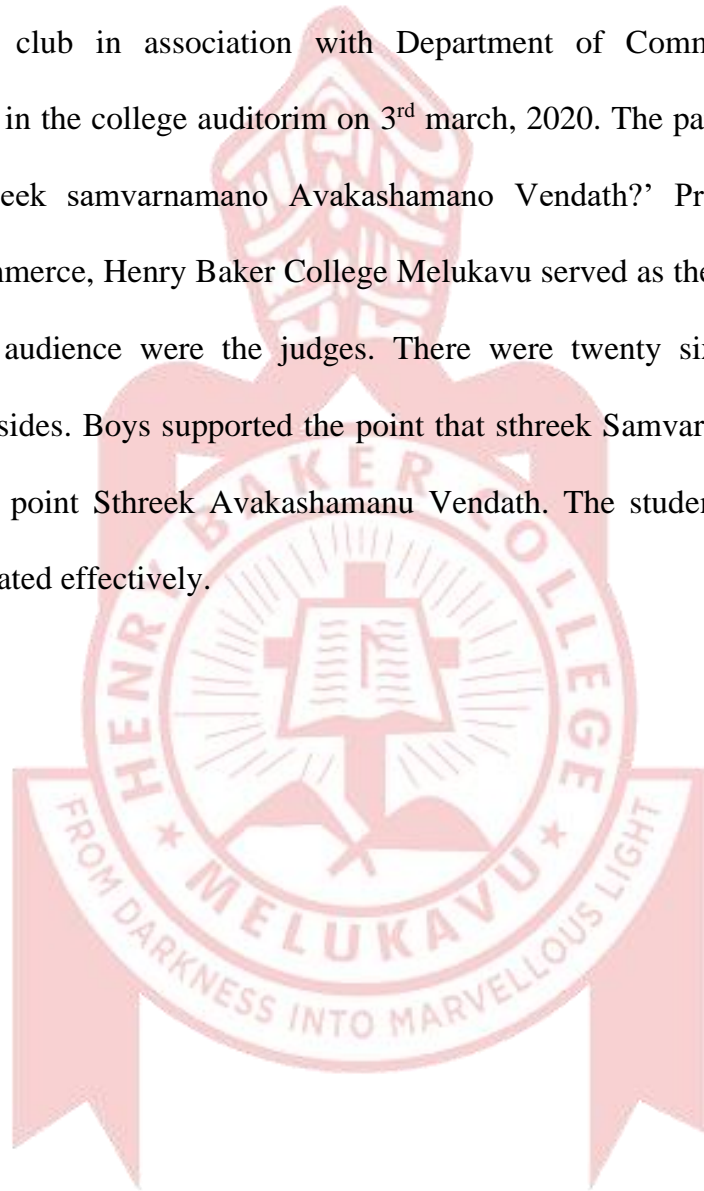 club in association with Department of Comm
in the college auditorim on 3rd march, 2020. The pa
eek samvarnamano Avakashamano Vendath?’ Pr
mmerce, Henry Baker College Melukavu served as the
audience were the judges. There were twenty six
sides. Boys supported the point that sthreek Samvar
point Sthreek Avakashamanu Vendath. The studen
ated effectively.
HENRY BAKER COLLEGE
MELUKAVU
FROM DARKNESS INTO MARVELLOUS LIGHT